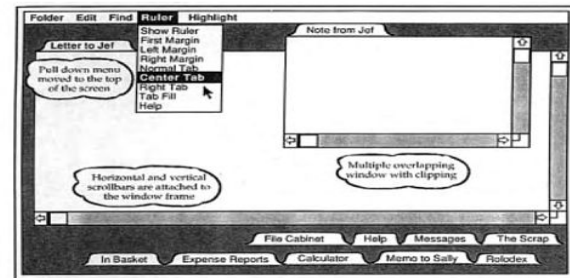 Folder Edit Find Ruler Highlight
Show Ruler
First Margin
Left Margin
Right Margin
Normal Tab
Center Tab
Right Tab
Tab Fill
Help
Letter to Jef
Note from Jef
Pull down menu
moved to the top
of the screen
Horizontal and vertical
scrollbars are attached to
the window frame
Multiple overlapping
window with clipping
File Cabinet Help Messages The Scrap
In Basket Expense Reports Calculator Memo to Sally Rolodex